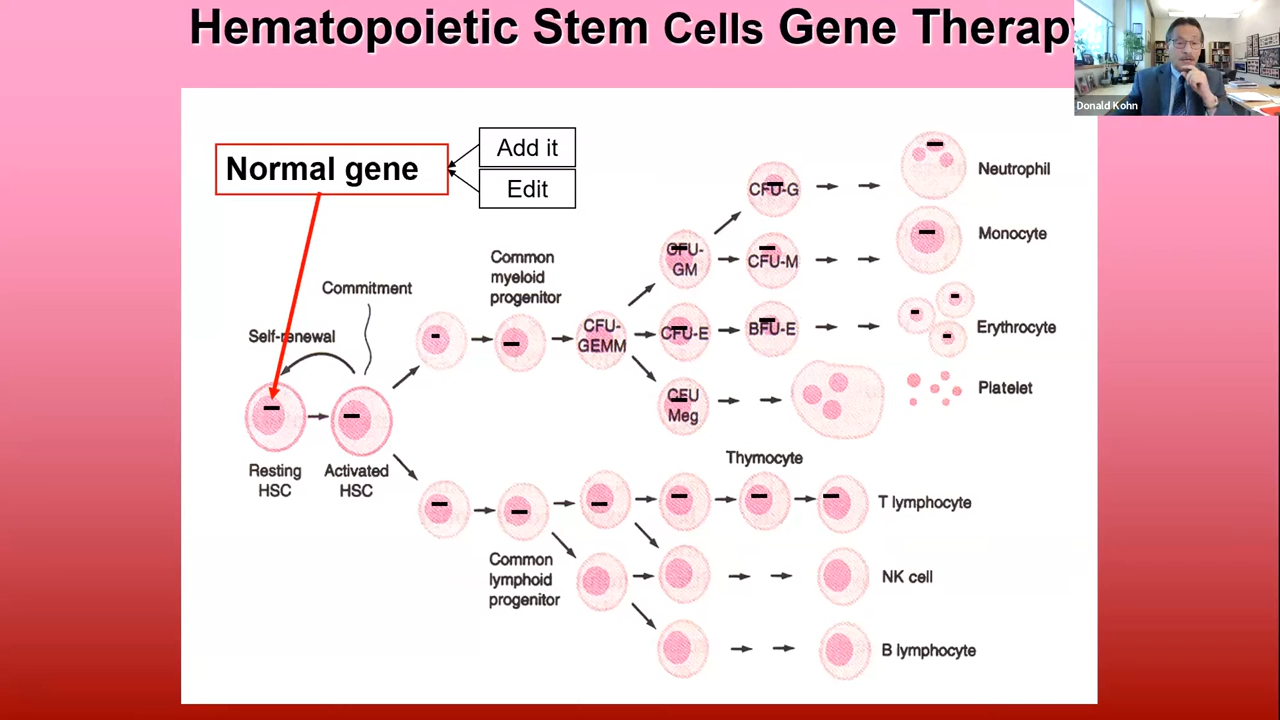 Hematopoietic Stem Cells Gene Therapy
Donald Kohn
Normal gene
Add it
Edit
Commitment
Self-renewal
Resting
HSC
Activated
HSC
Common
myeloid
progenitor
CFU-
GEMM
CFU-
GM
CFU-G
CFU-M
CFU-E
BFU-E
CFU
Meg
Neutrophil
Monocyte
Erythrocyte
Platelet
Thymocyte
T lymphocyte
Common
lymphoid
progenitor
NK cell
B lymphocyte